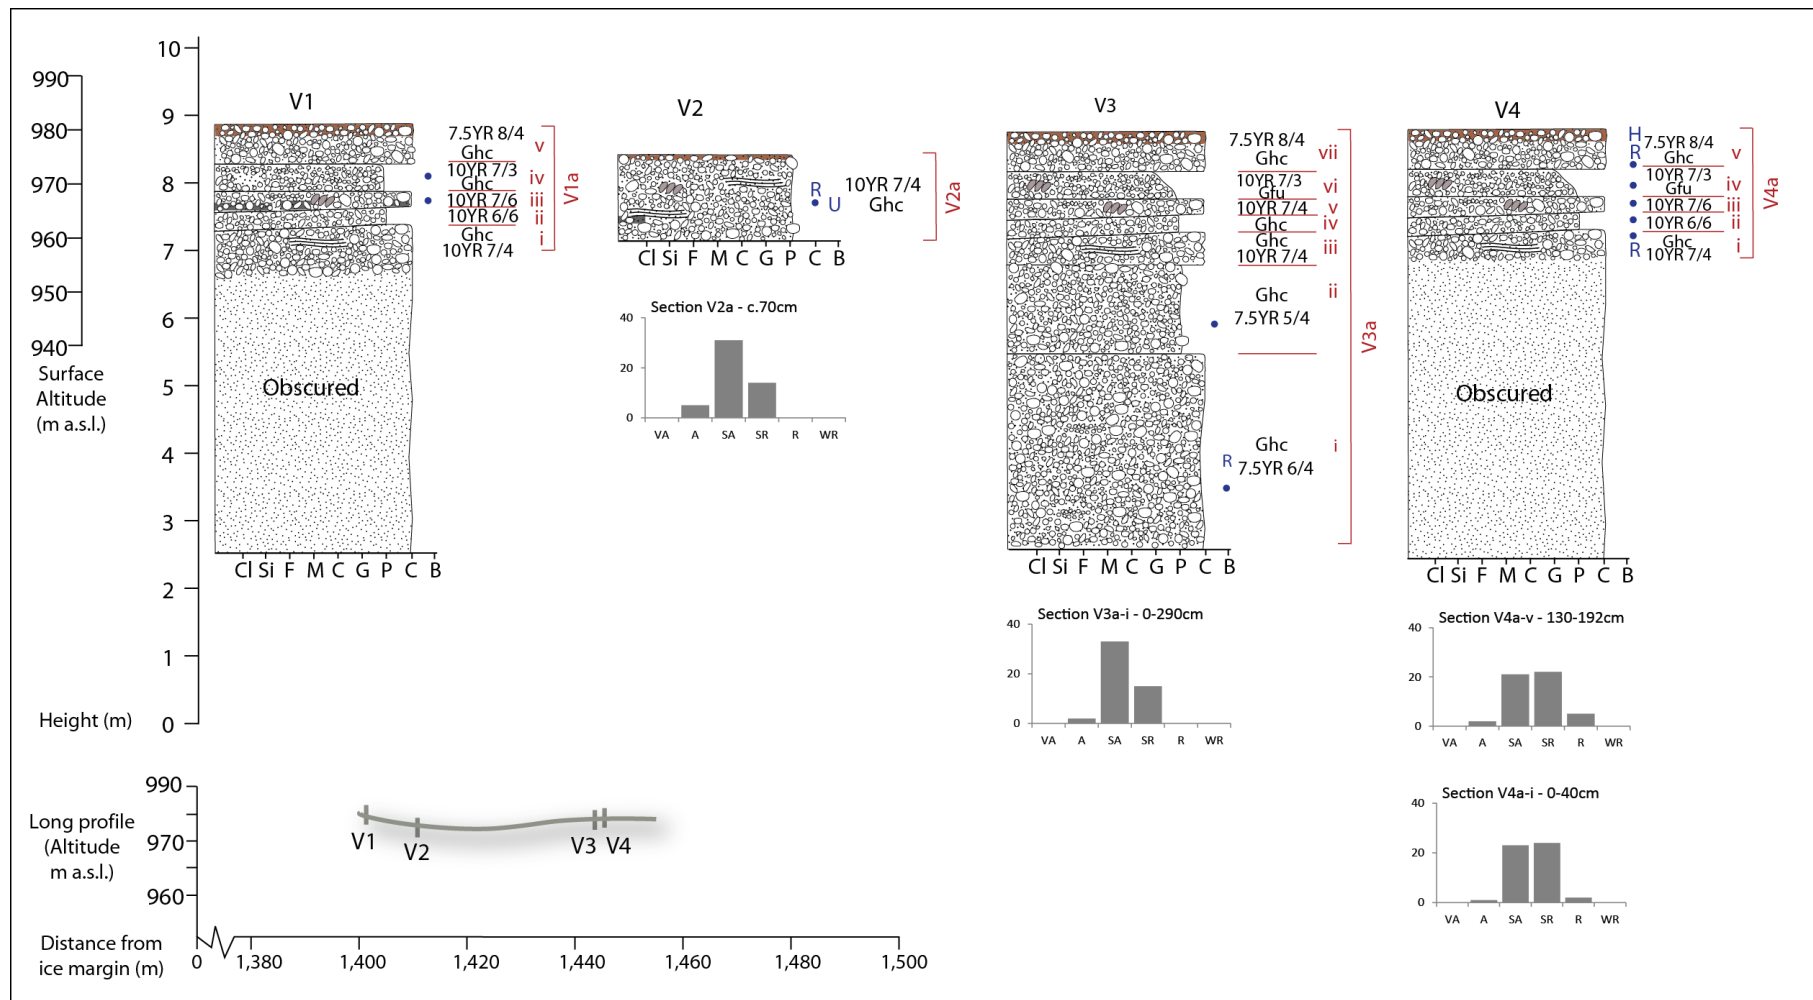 10
9
8
7
6
5
4
3
2
1
0
Height (m)
990
980
970
960
950
940
Surface
Altitude
(m a.s.l.)
V1
7.5YR 8/4
Ghc
v
10YR 7/3
Ghc
iv
10YR 7/6
iii
10YR 6/6
ii
Ghc
10YR 7/4
i
V1a
Obscured
Cl Si F M C G P C B
V2
R
U
10YR 7/4
Ghc
V2a
Cl Si F M C G P C B
Section V2a - c.70cm
40
20
0
VA A SA SR R WR
V3
7.5YR 8/4
Ghc
vii
10YR 7/3
Gfu
vi
10YR 7/4
v
Ghc
iv
Ghc
10YR 7/4
iii
Ghc
7.5YR 5/4
ii
Ghc
R 7.5YR 6/4
i
V3a
Cl Si F M C G P C B
Section V3a-i - 0-290cm
40
20
0
VA A SA SR R WR
V4
H
R
7.5YR 8/4
Ghc
v
10YR 7/3
Gfu
iv
10YR 7/6
iii
10YR 6/6
ii
Ghc
R 10YR 7/4
i
V4a
Obscured
Cl Si F M C G P C B
Section V4a-v - 130-192cm
40
20
0
VA A SA SR R WR
Section V4a-i - 0-40cm
40
20
0
VA A SA SR R WR
990
970
960
Long profile
(Altitude
m a.s.l.)
V1
V2
V3
V4
Distance from
ice margin (m)
0 1,380 1,400 1,420 1,440 1,460 1,480 1,500